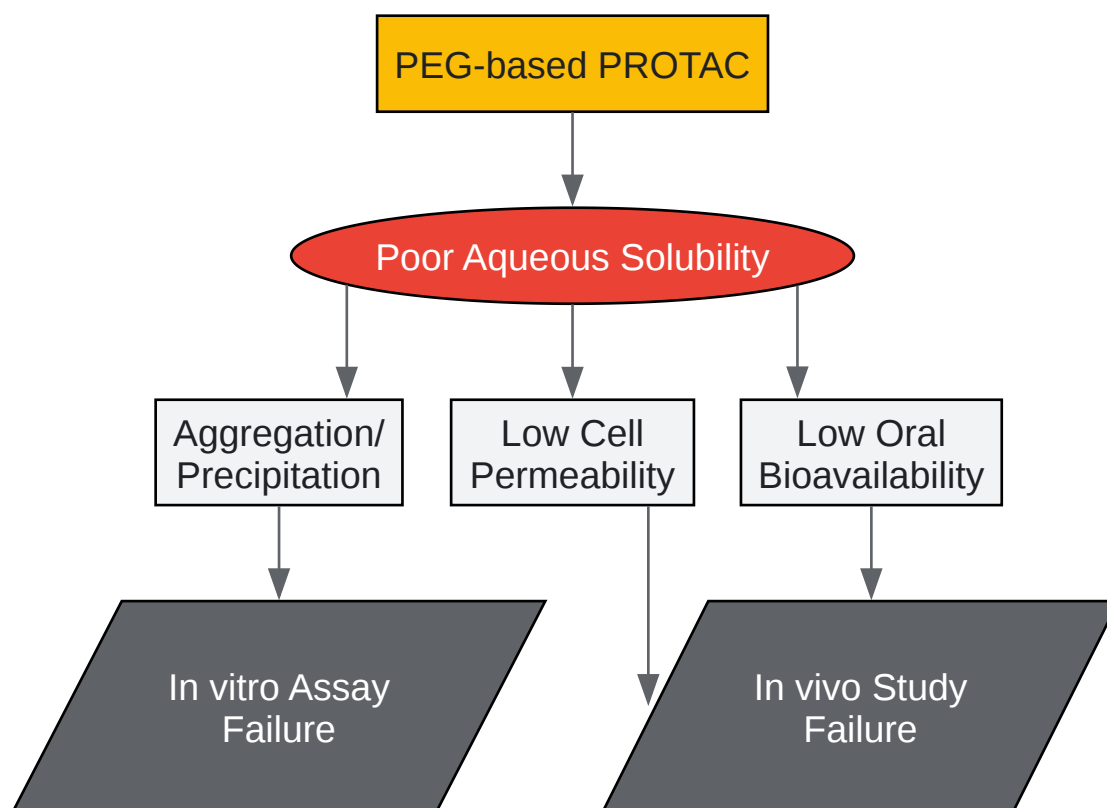 PEG-based PROTAC
Poor Aqueous Solubility
Aggregation/
Precipitation
Low Cell
Permeability
Low Oral
Bioavailability
In vitro Assay
Failure
In vivo Study
Failure